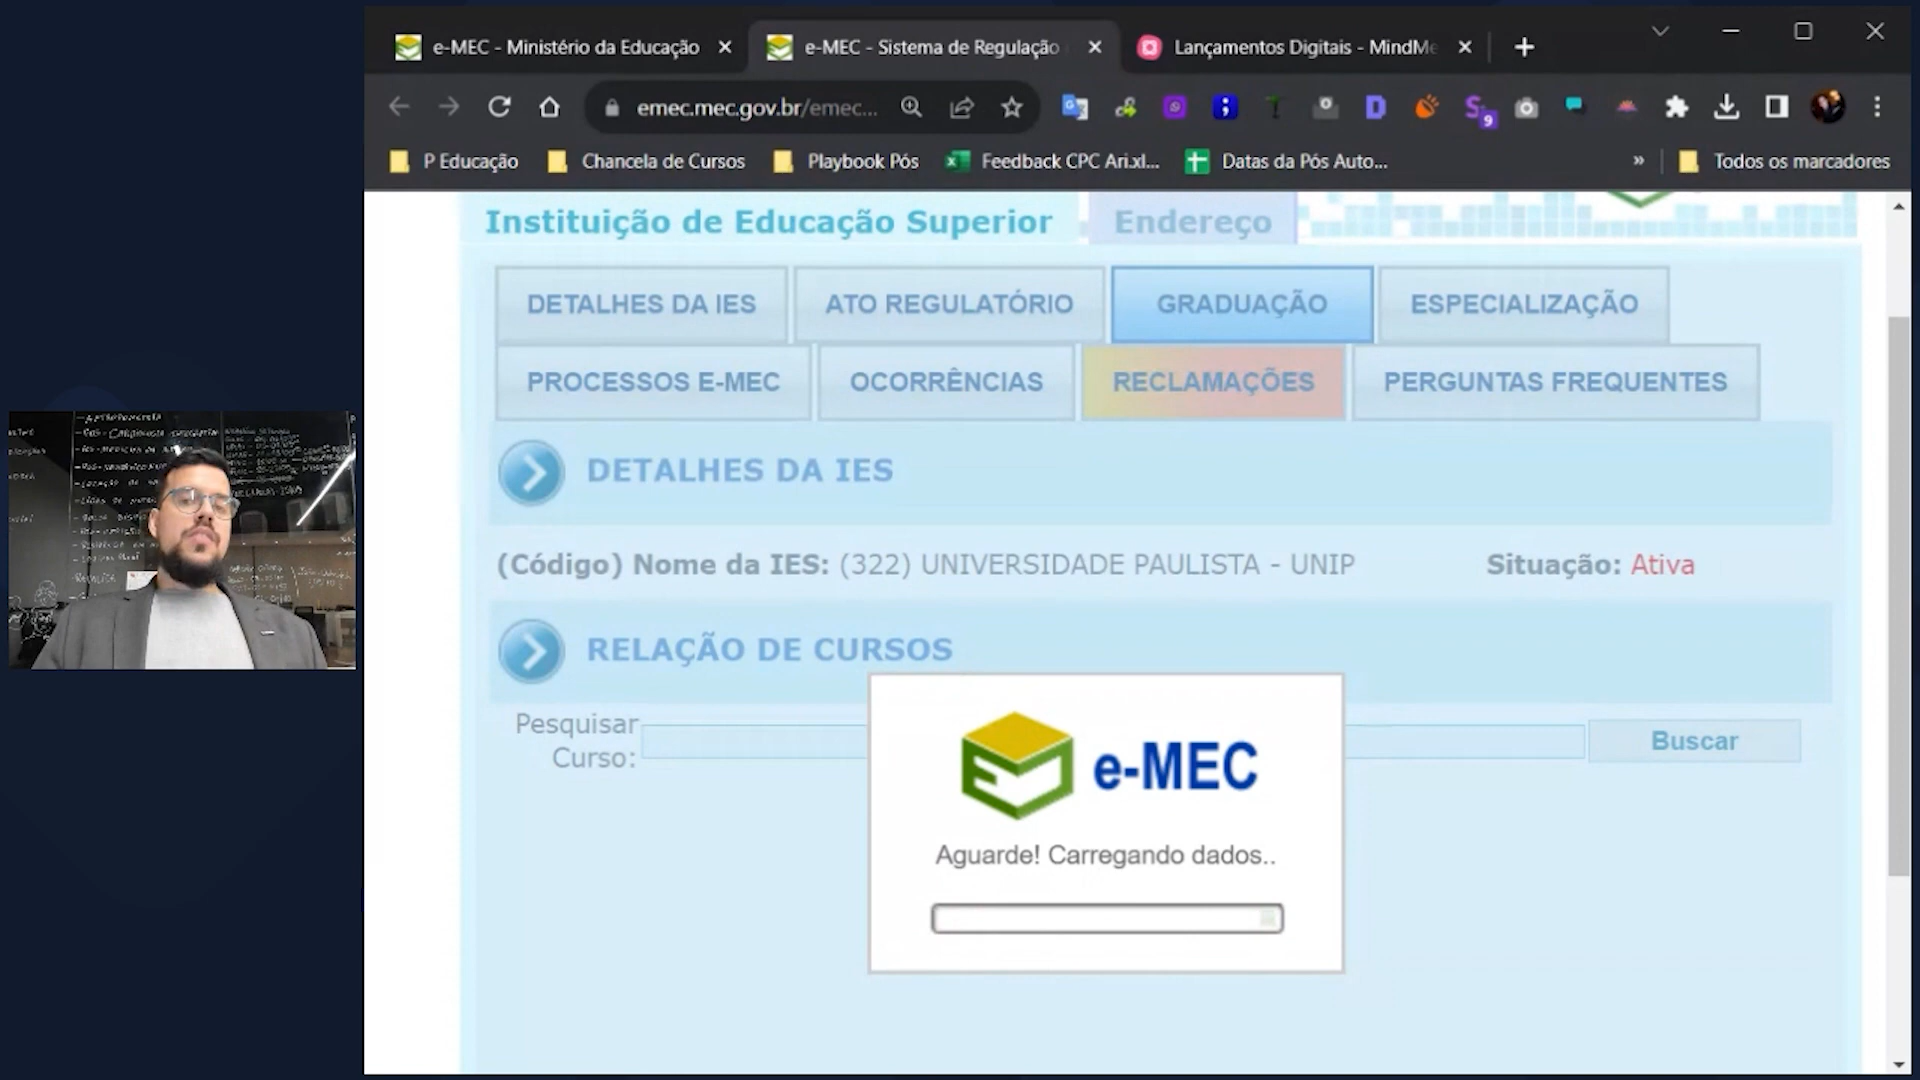 e-MEC - Ministério da Educação
e-MEC - Sistema de Regulação
Lançamentos Digitais - MindMe
emec.mec.gov.br/emec...
9
P Educação
Chancela de Cursos
Playbook Pós
Feedback CPC Ari.xl...
Datas da Pós Auto...
»
Todos os marcadores
Instituição de Educação Superior
Endereço
DETALHES DA IES
ATO REGULATÓRIO
GRADUAÇÃO
ESPECIALIZAÇÃO
PROCESSOS E-MEC
OCORRÊNCIAS
RECLAMAÇÕES
PERGUNTAS FREQUENTES
DETALHES DA IES
(Código) Nome da IES: (322) UNIVERSIDADE PAULISTA - UNIP
Situação: Ativa
RELAÇÃO DE CURSOS
Pesquisar
Curso:
Buscar
e-MEC
Aguarde! Carregando dados..